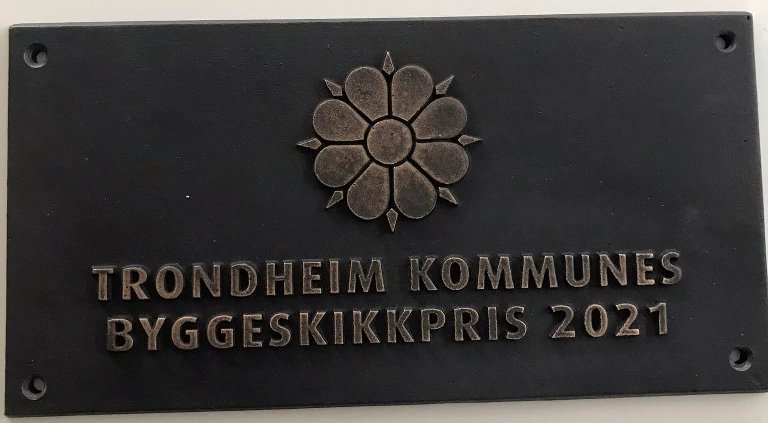 TRONDHEIM KOMMUNES
BYGGESKIKKPRIS 2021